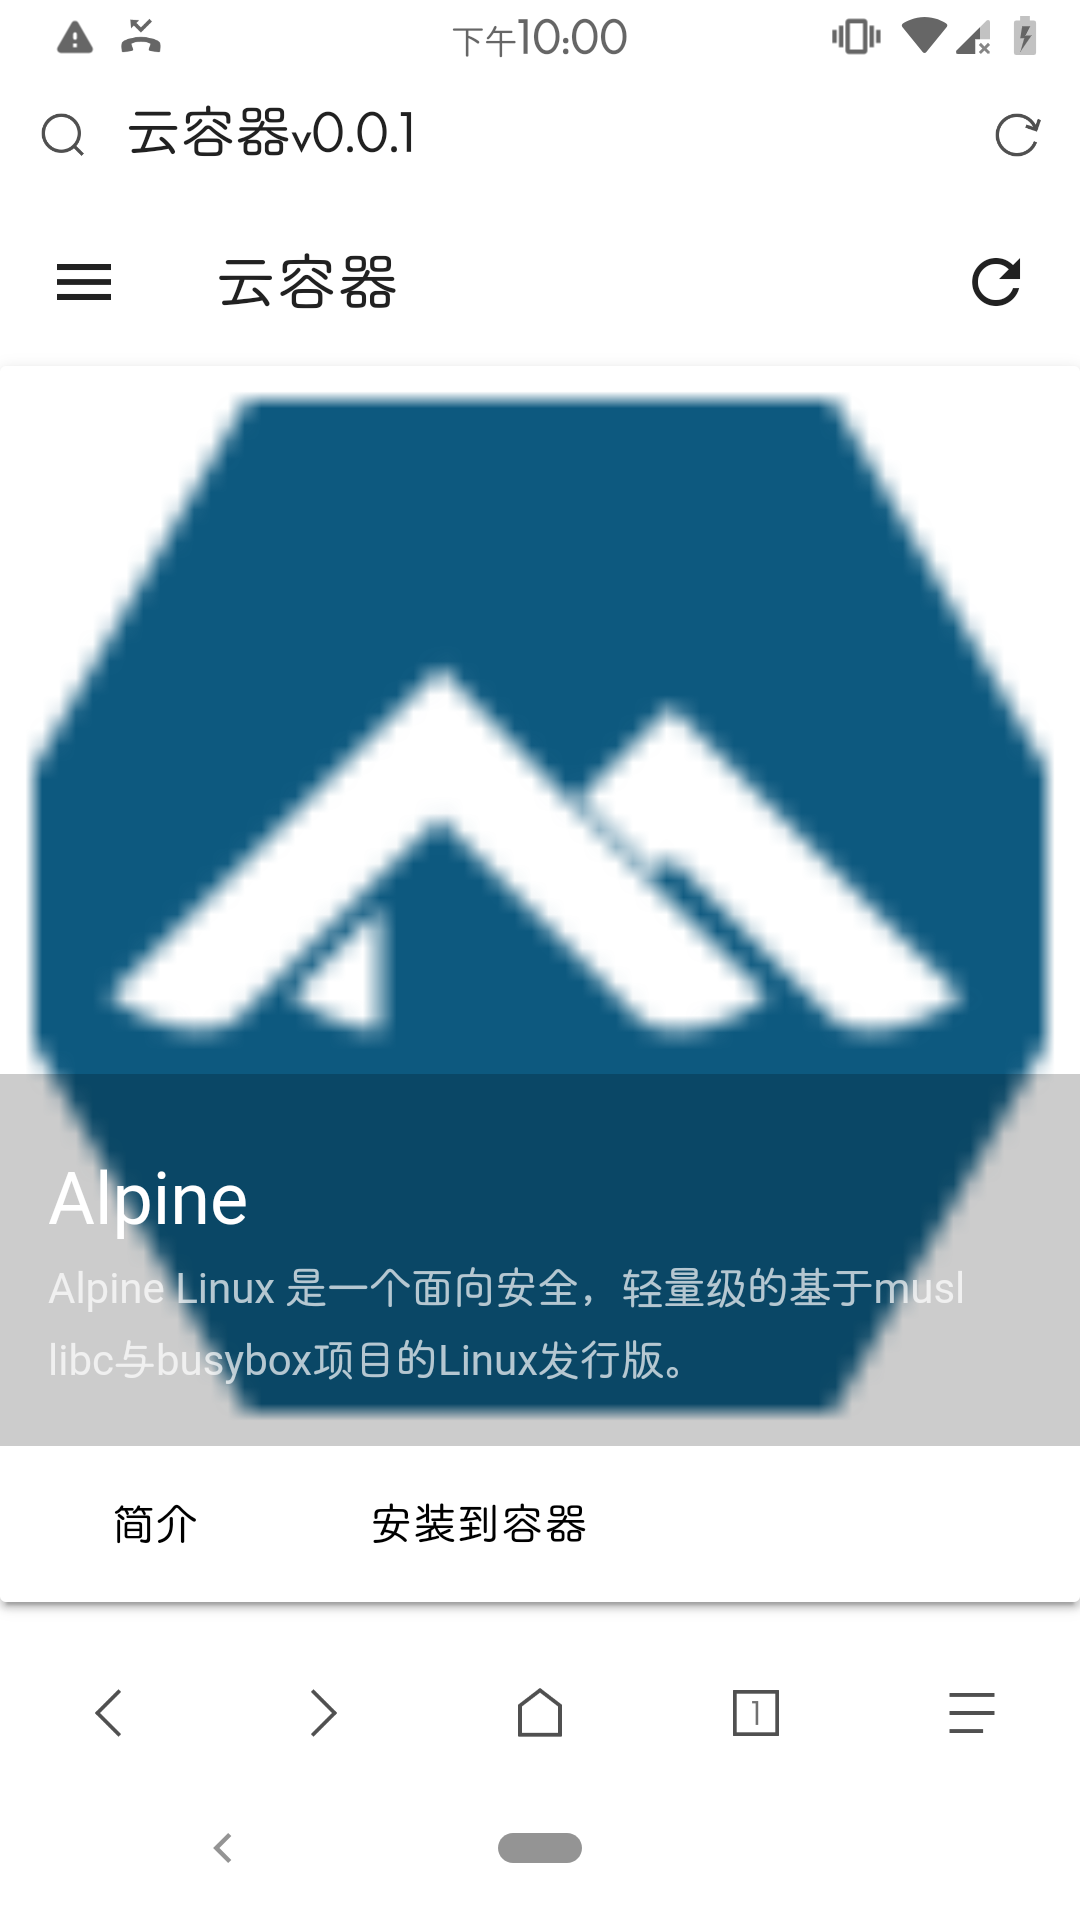 下午10:00
云容器v0.0.1
云容器
Alpine
Alpine Linux 是一个面向安全，轻量级的基于musl
libc与busybox项目的Linux发行版。
简介
安装到容器
1